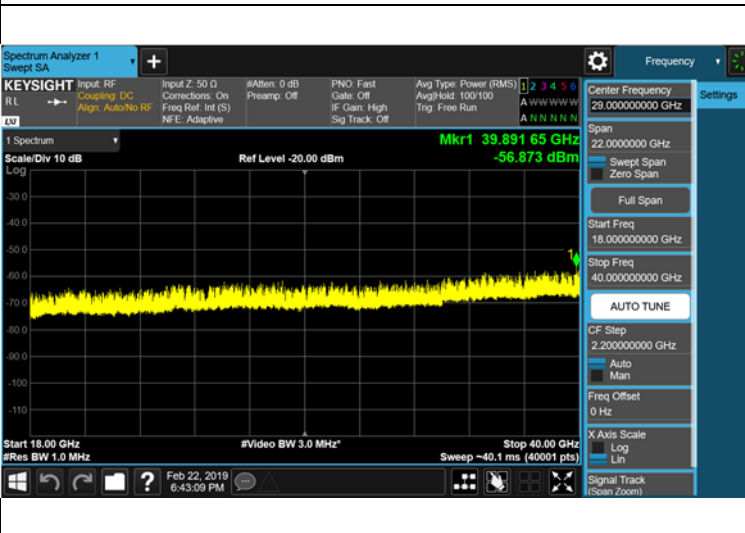 Spectrum Analyzer 1
Swept SA
+
Frequency
KEYSIGHT
RL
LXI
Input: RF
Coupling: DC
Align: Auto/No RF
Input Z: 50 Ω
Corrections: On
Freq Ref: Int (S)
NFE: Adaptive
#Atten: 0 dB
Preamp: Off
PNO: Fast
Gate: Off
IF Gain: High
Sig Track: Off
Avg Type: Power (RMS)
Avg|Hold: 100/100
Trig: Free Run
1 2 3 4 5 6
A W W W W W
A N N N N N
Center Frequency
29.000000000 GHz
Settings
Span
22.0000000 GHz
Swept Span
Zero Span
Full Span
Start Freq
18.000000000 GHz
Stop Freq
40.000000000 GHz
AUTO TUNE
CF Step
2.200000000 GHz
Auto
Man
Freq Offset
0 Hz
X Axis Scale
Log
Lin
Signal Track
(Span Zoom)
1 Spectrum
Scale/Div 10 dB
Ref Level -20.00 dBm
Mkr1 39.891 65 GHz
-56.873 dBm
Log
-30.0
-40.0
-50.0
-60.0
-70.0
-80.0
-90.0
-100
-110
1
Start 18.00 GHz
#Res BW 1.0 MHz
#Video BW 3.0 MHz*
Stop 40.00 GHz
Sweep ~40.1 ms (40001 pts)
?
Feb 22, 2019
6:43:09 PM